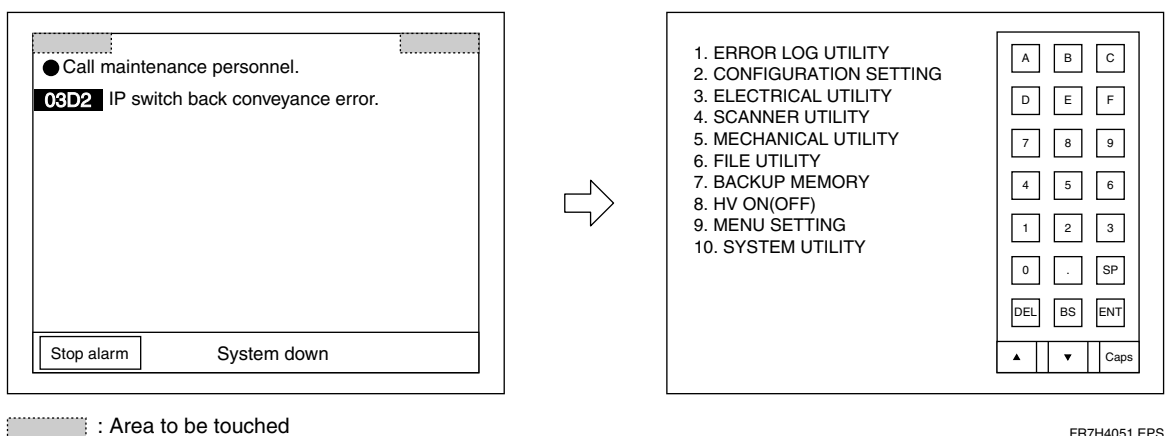 ● Call maintenance personnel.
03D2 IP switch back conveyance error.
Stop alarm
System down
1. ERROR LOG UTILITY
2. CONFIGURATION SETTING
3. ELECTRICAL UTILITY
4. SCANNER UTILITY
5. MECHANICAL UTILITY
6. FILE UTILITY
7. BACKUP MEMORY
8. HV ON(OFF)
9. MENU SETTING
10. SYSTEM UTILITY
A B C
D E F
7 8 9
4 5 6
1 2 3
0 . SP
DEL BS ENT
▲ ▼ Caps
: Area to be touched
FR7H4051.EPS